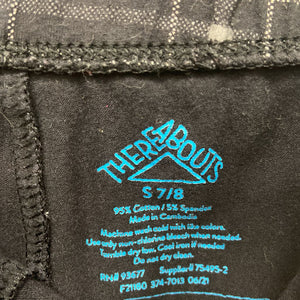 THEREABOUTS
S 7/8
95% Cotton / 5% Spandex
Made in Cambodia
Machine wash cold with like colors.
Use only non-chlorine bleach when needed.
Tumble dry low. Cool iron if needed.
Do not dry clean.
RN# 93677 Supplier# 75495-2
F21180 374-7013 06/21